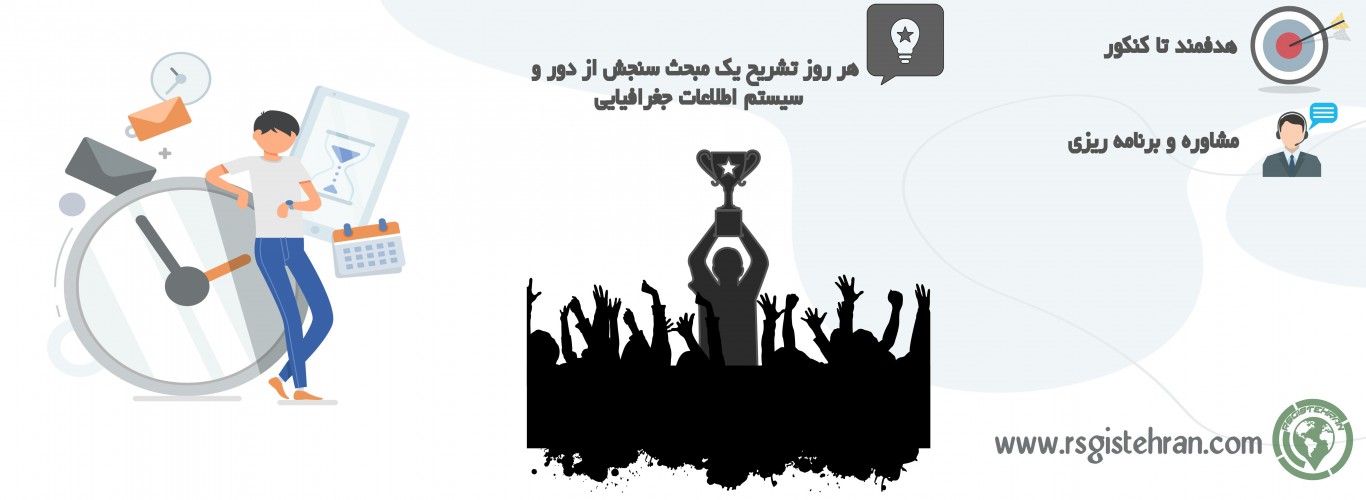 هدفمند تا کنکور
مشاوره و برنامه ریزی
هر روز تشریح یک مبحث سنجش از دور و
سیستم اطلاعات جغرافیایی
www.rsgistehran.com
RSGISTEHRAN